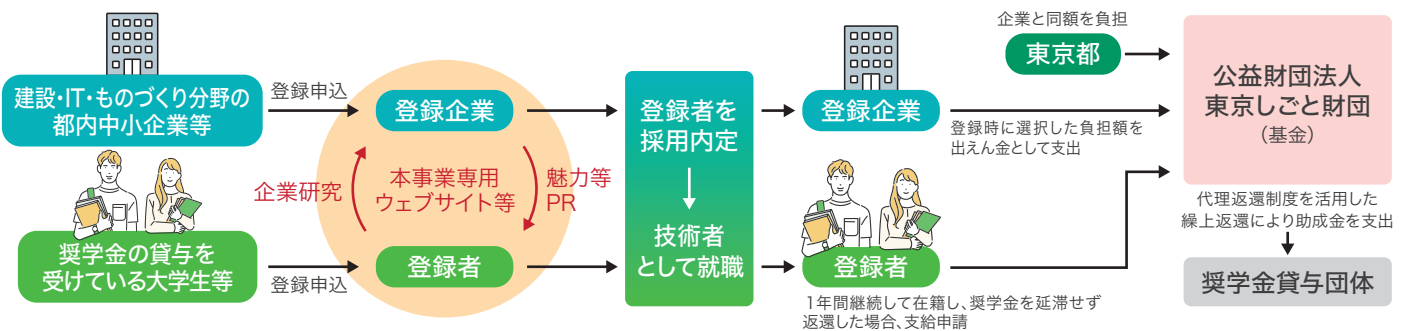 建設・IT・ものづくり分野の
都内中小企業等
登録申込
奨学金の貸与を
受けている大学生等
登録申込
登録企業
企業研究
本事業専用
ウェブサイト等
魅力等
PR
登録者
登録者を
採用内定
技術者
として就職
登録企業
登録時に選択した負担額を
出えん金として支出
登録者
1年間継続して在籍し、奨学金を延滞せず
返還した場合、支給申請
企業と同額を負担
東京都
公益財団法人
東京しごと財団
（基金）
代理返還制度を活用した
繰上返還により助成金を支出
奨学金貸与団体